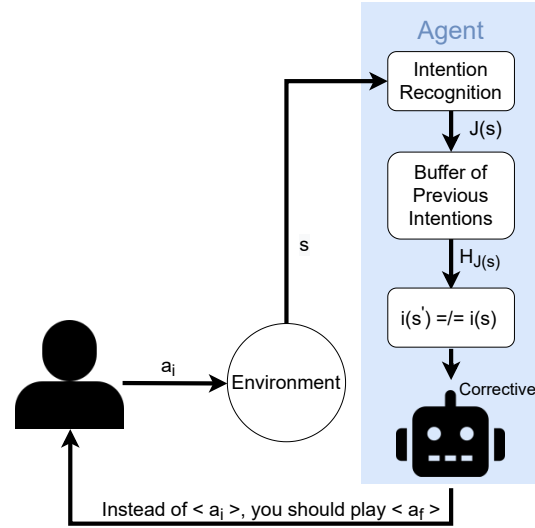 Agent
Intention
Recognition
J(s)
Buffer of
Previous
Intentions
s
H_J(s)
i(s') =/= i(s)
a_i
Environment
Corrective
Instead of < a_i >, you should play < a_f >